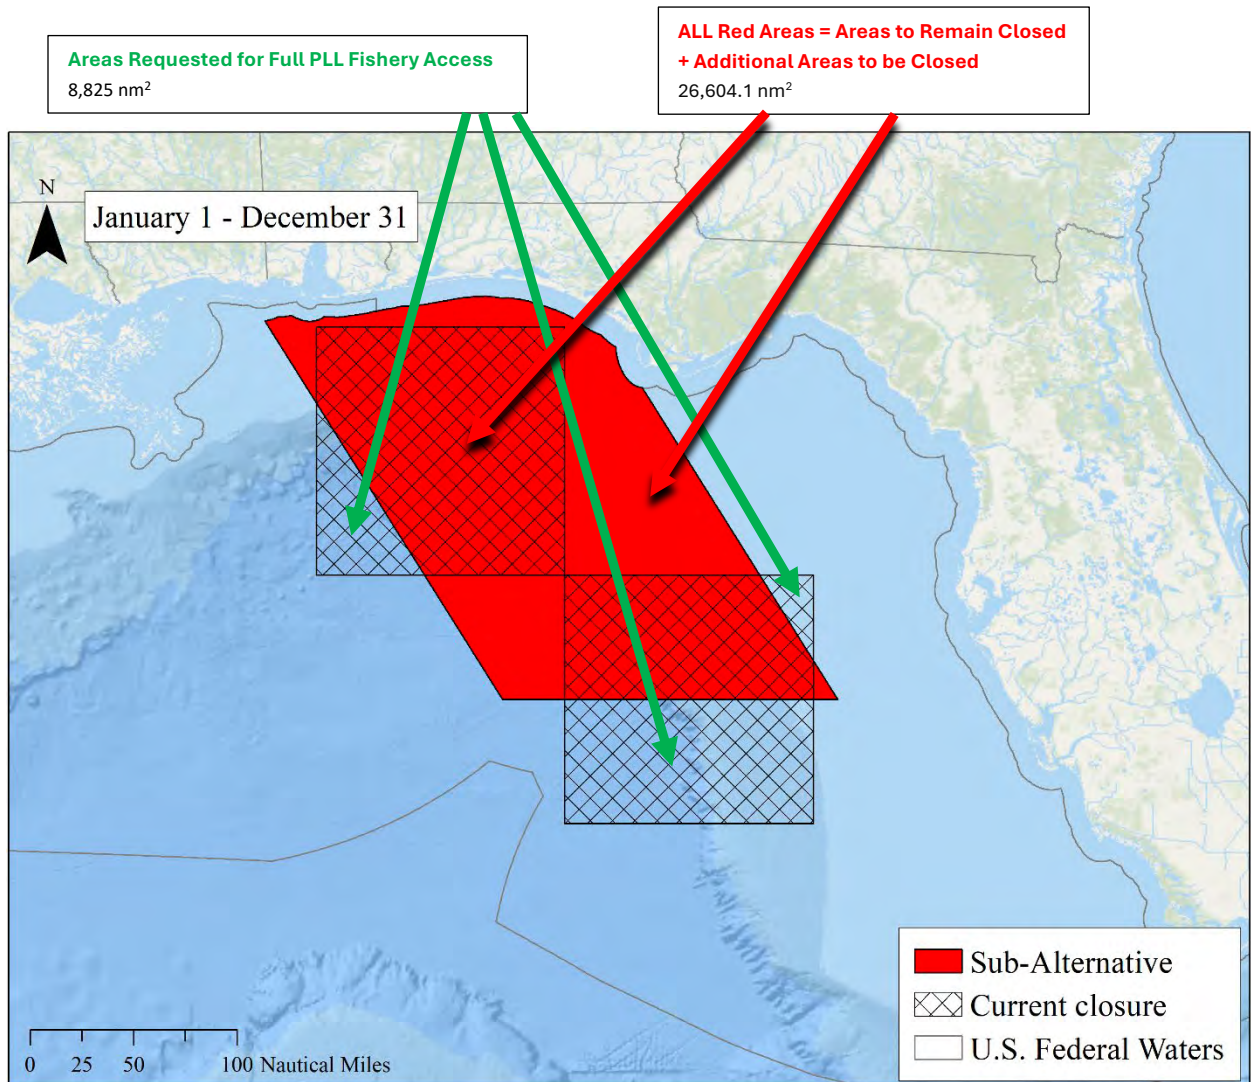 Areas Requested for Full PLL Fishery Access
8,825 nm²
ALL Red Areas = Areas to Remain Closed
+ Additional Areas to be Closed
26,604.1 nm²
N
January 1 - December 31
Sub-Alternative
Current closure
U.S. Federal Waters
0 25 50 100 Nautical Miles